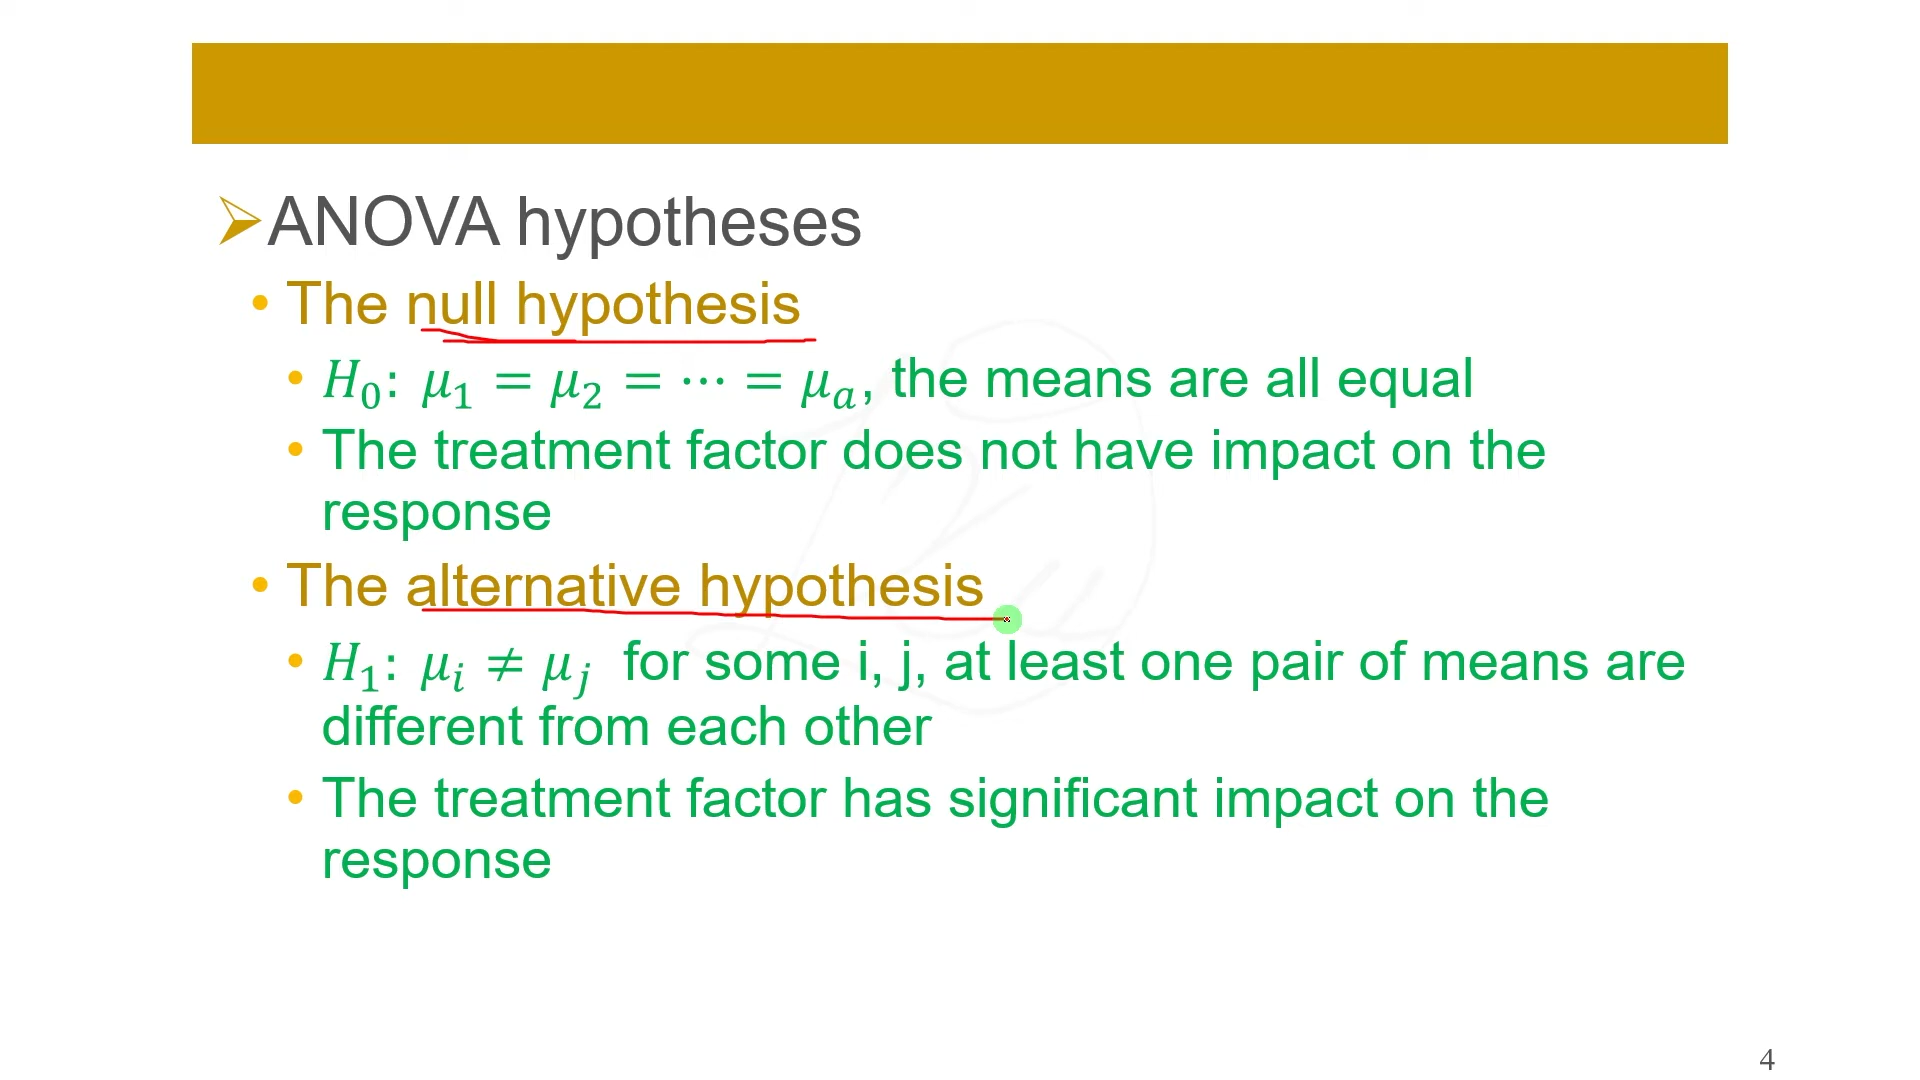 ANOVA hypotheses
• The null hypothesis
• H₀: μ₁ = μ₂ = ⋯ = μₐ, the means are all equal
• The treatment factor does not have impact on the
response
• The alternative hypothesis
• H₁: μᵢ ≠ μⱼ for some i, j, at least one pair of means are
different from each other
• The treatment factor has significant impact on the
response
4